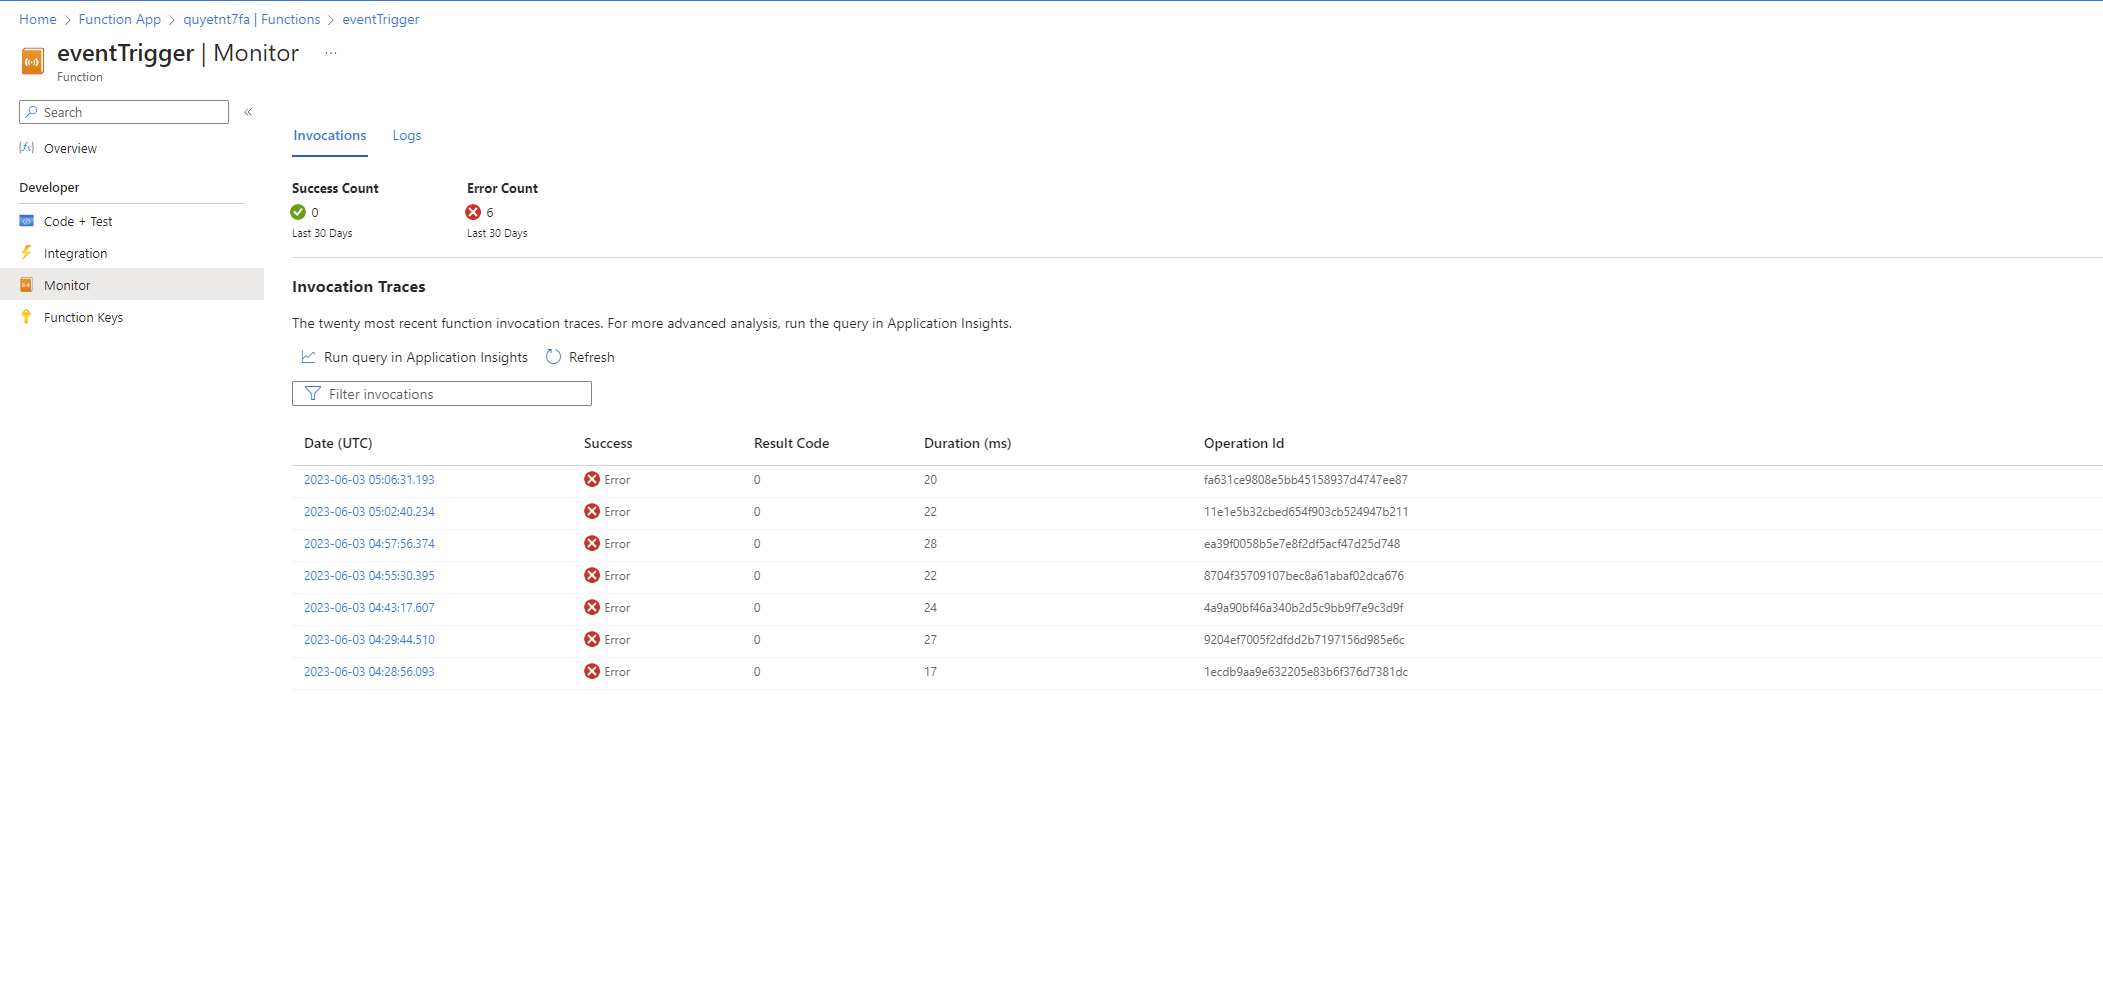 Home > Function App > quyetnt7fa | Functions > eventTrigger
eventTrigger | Monitor ...
Function
Search «
Overview
Developer
Code + Test
Integration
Monitor
Function Keys
Invocations Logs
Success Count Error Count
0 6
Last 30 Days Last 30 Days
Invocation Traces
The twenty most recent function invocation traces. For more advanced analysis, run the query in Application Insights.
Run query in Application Insights Refresh
Filter invocations
Date (UTC) Success Result Code Duration (ms) Operation Id
2023-06-03 05:06:31.193 Error 0 20 fa631ce9808e5bb45158937d4747ee87
2023-06-03 05:02:40.234 Error 0 22 11e1e5b32cbed654f903cb524947b211
2023-06-03 04:57:56.374 Error 0 28 ea39f0058b5e7e8f2df5acf47d25d748
2023-06-03 04:55:30.395 Error 0 22 8704f35709107bec8a61abaf02dca676
2023-06-03 04:43:17.607 Error 0 24 4a9a90bf46a340b2d5c9bb9f7e9c3d9f
2023-06-03 04:29:44.510 Error 0 27 9204ef7005f2dfdd2b7197156d985e6c
2023-06-03 04:28:56.093 Error 0 17 1ecdb9aa9e632205e83b6f376d7381dc